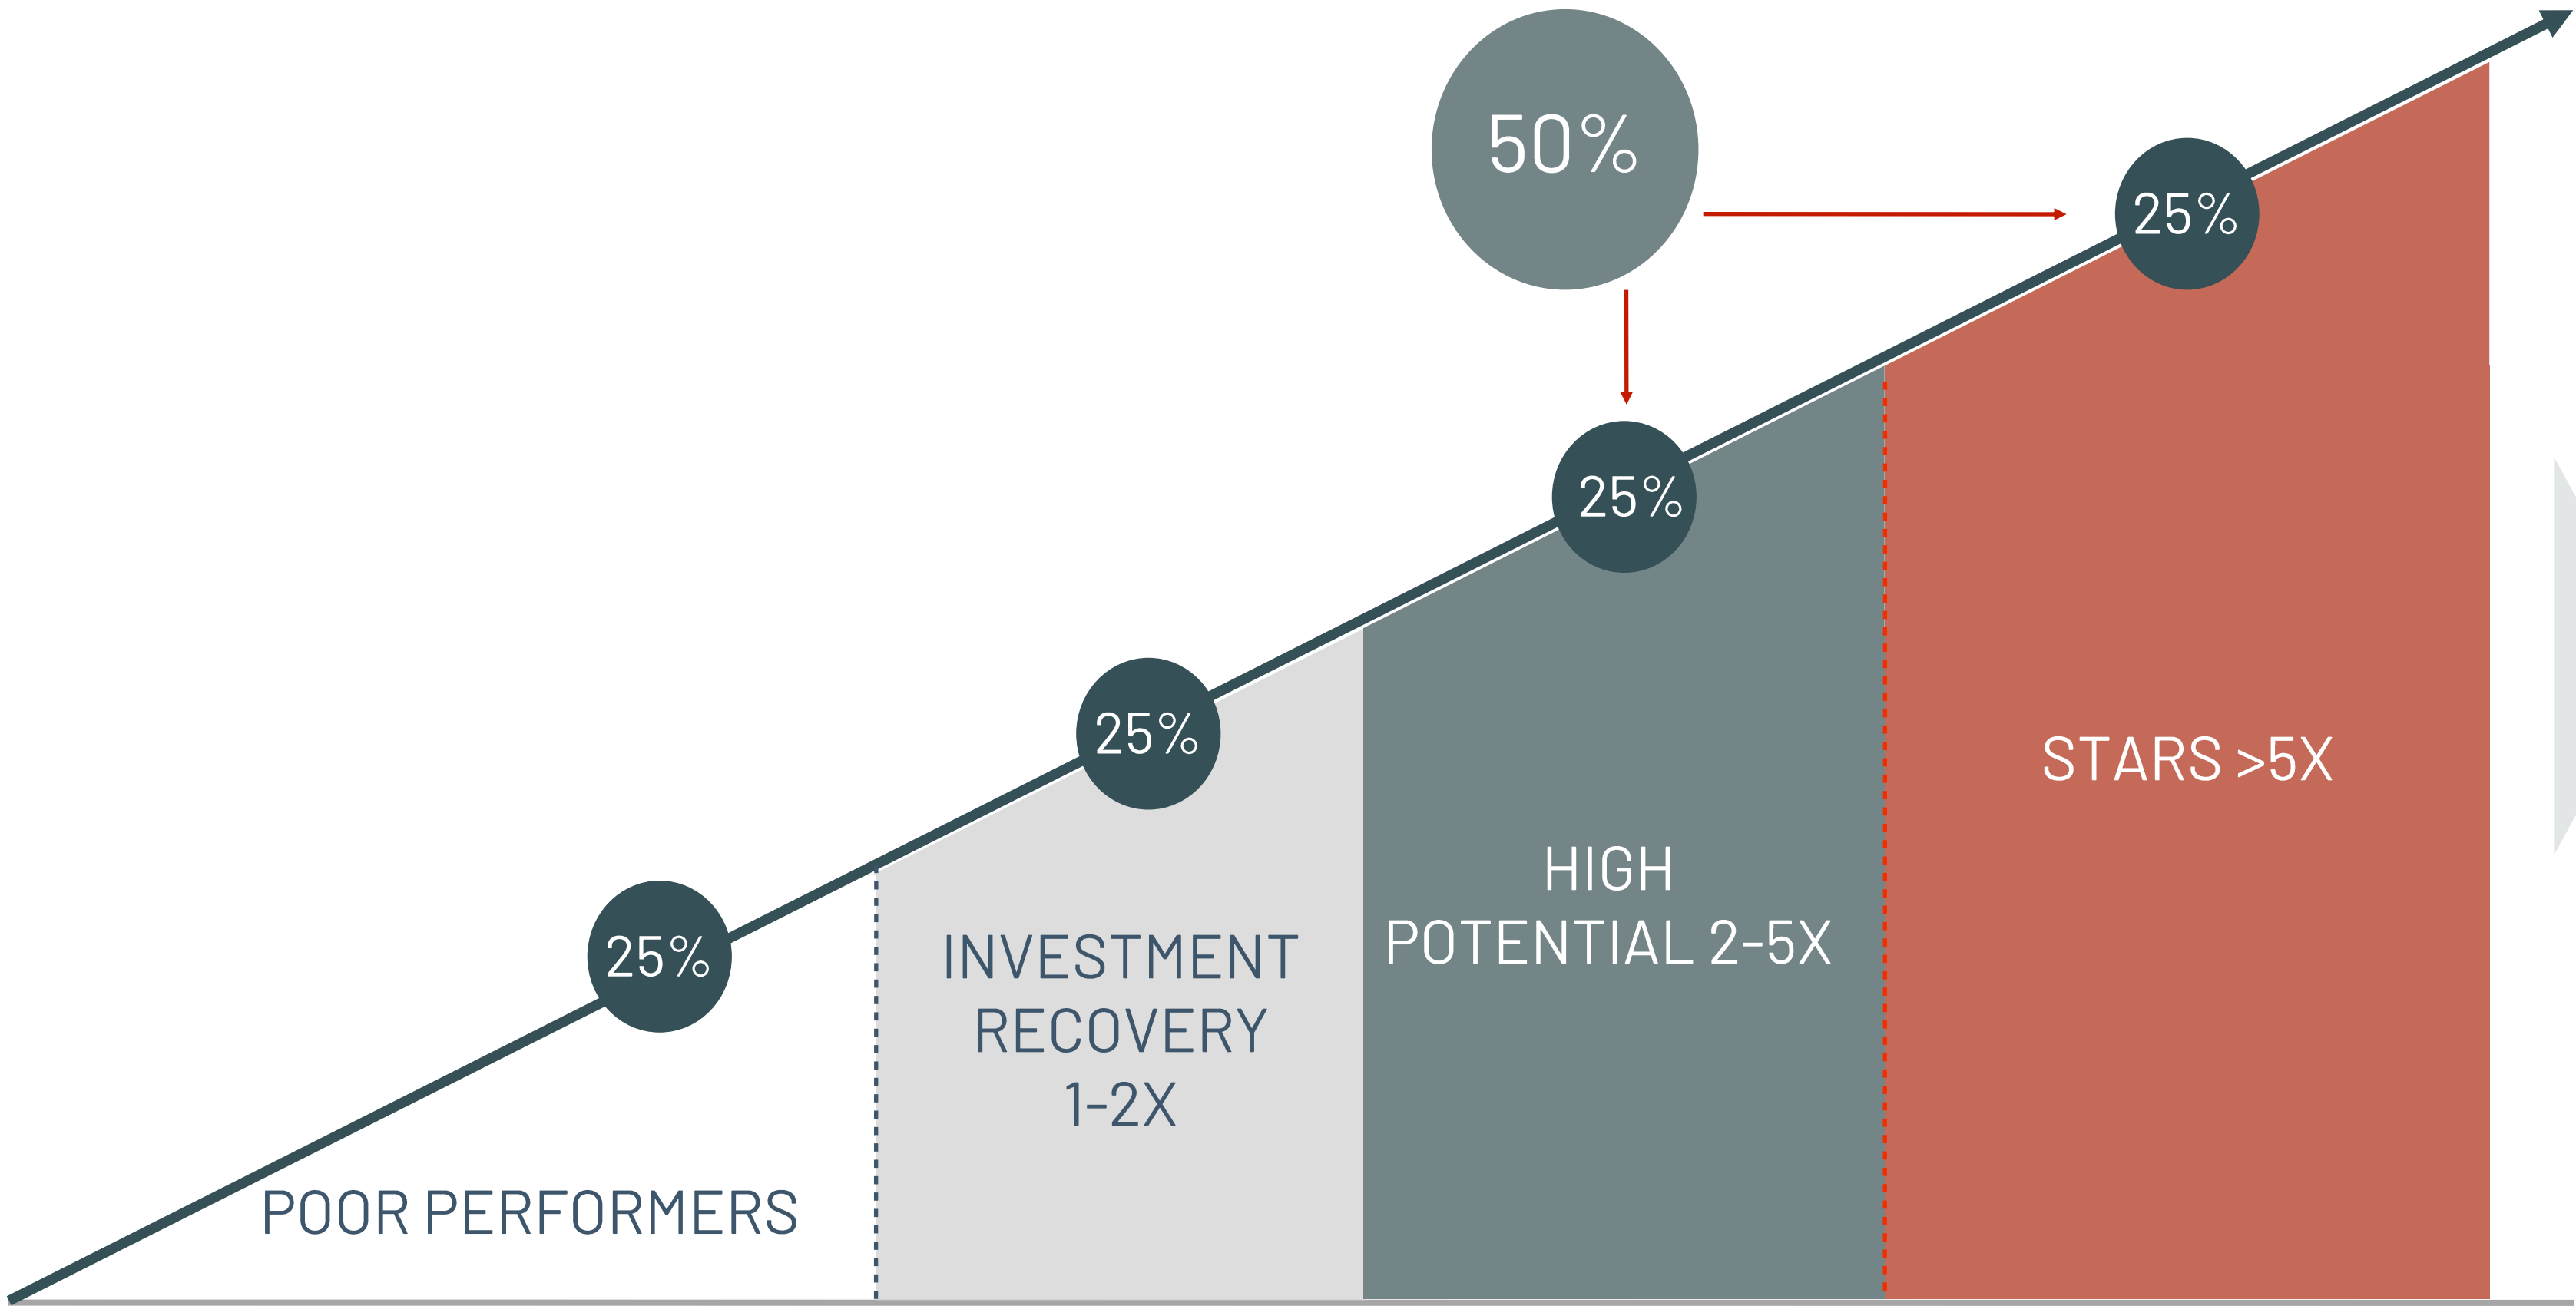 50%
25%
25%
25%
25%
STARS >5X
HIGH
POTENTIAL 2-5X
INVESTMENT
RECOVERY
1-2X
POOR PERFORMERS